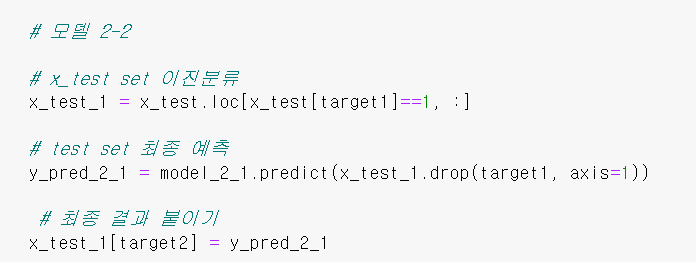 # 모델 2-2
# x_test set 이진분류
x_test_1 = x_test.loc[x_test[target1]==1, :]
# test set 최종 예측
y_pred_2_1 = model_2_1.predict(x_test_1.drop(target1, axis=1))
# 최종 결과 붙이기
x_test_1[target2] = y_pred_2_1